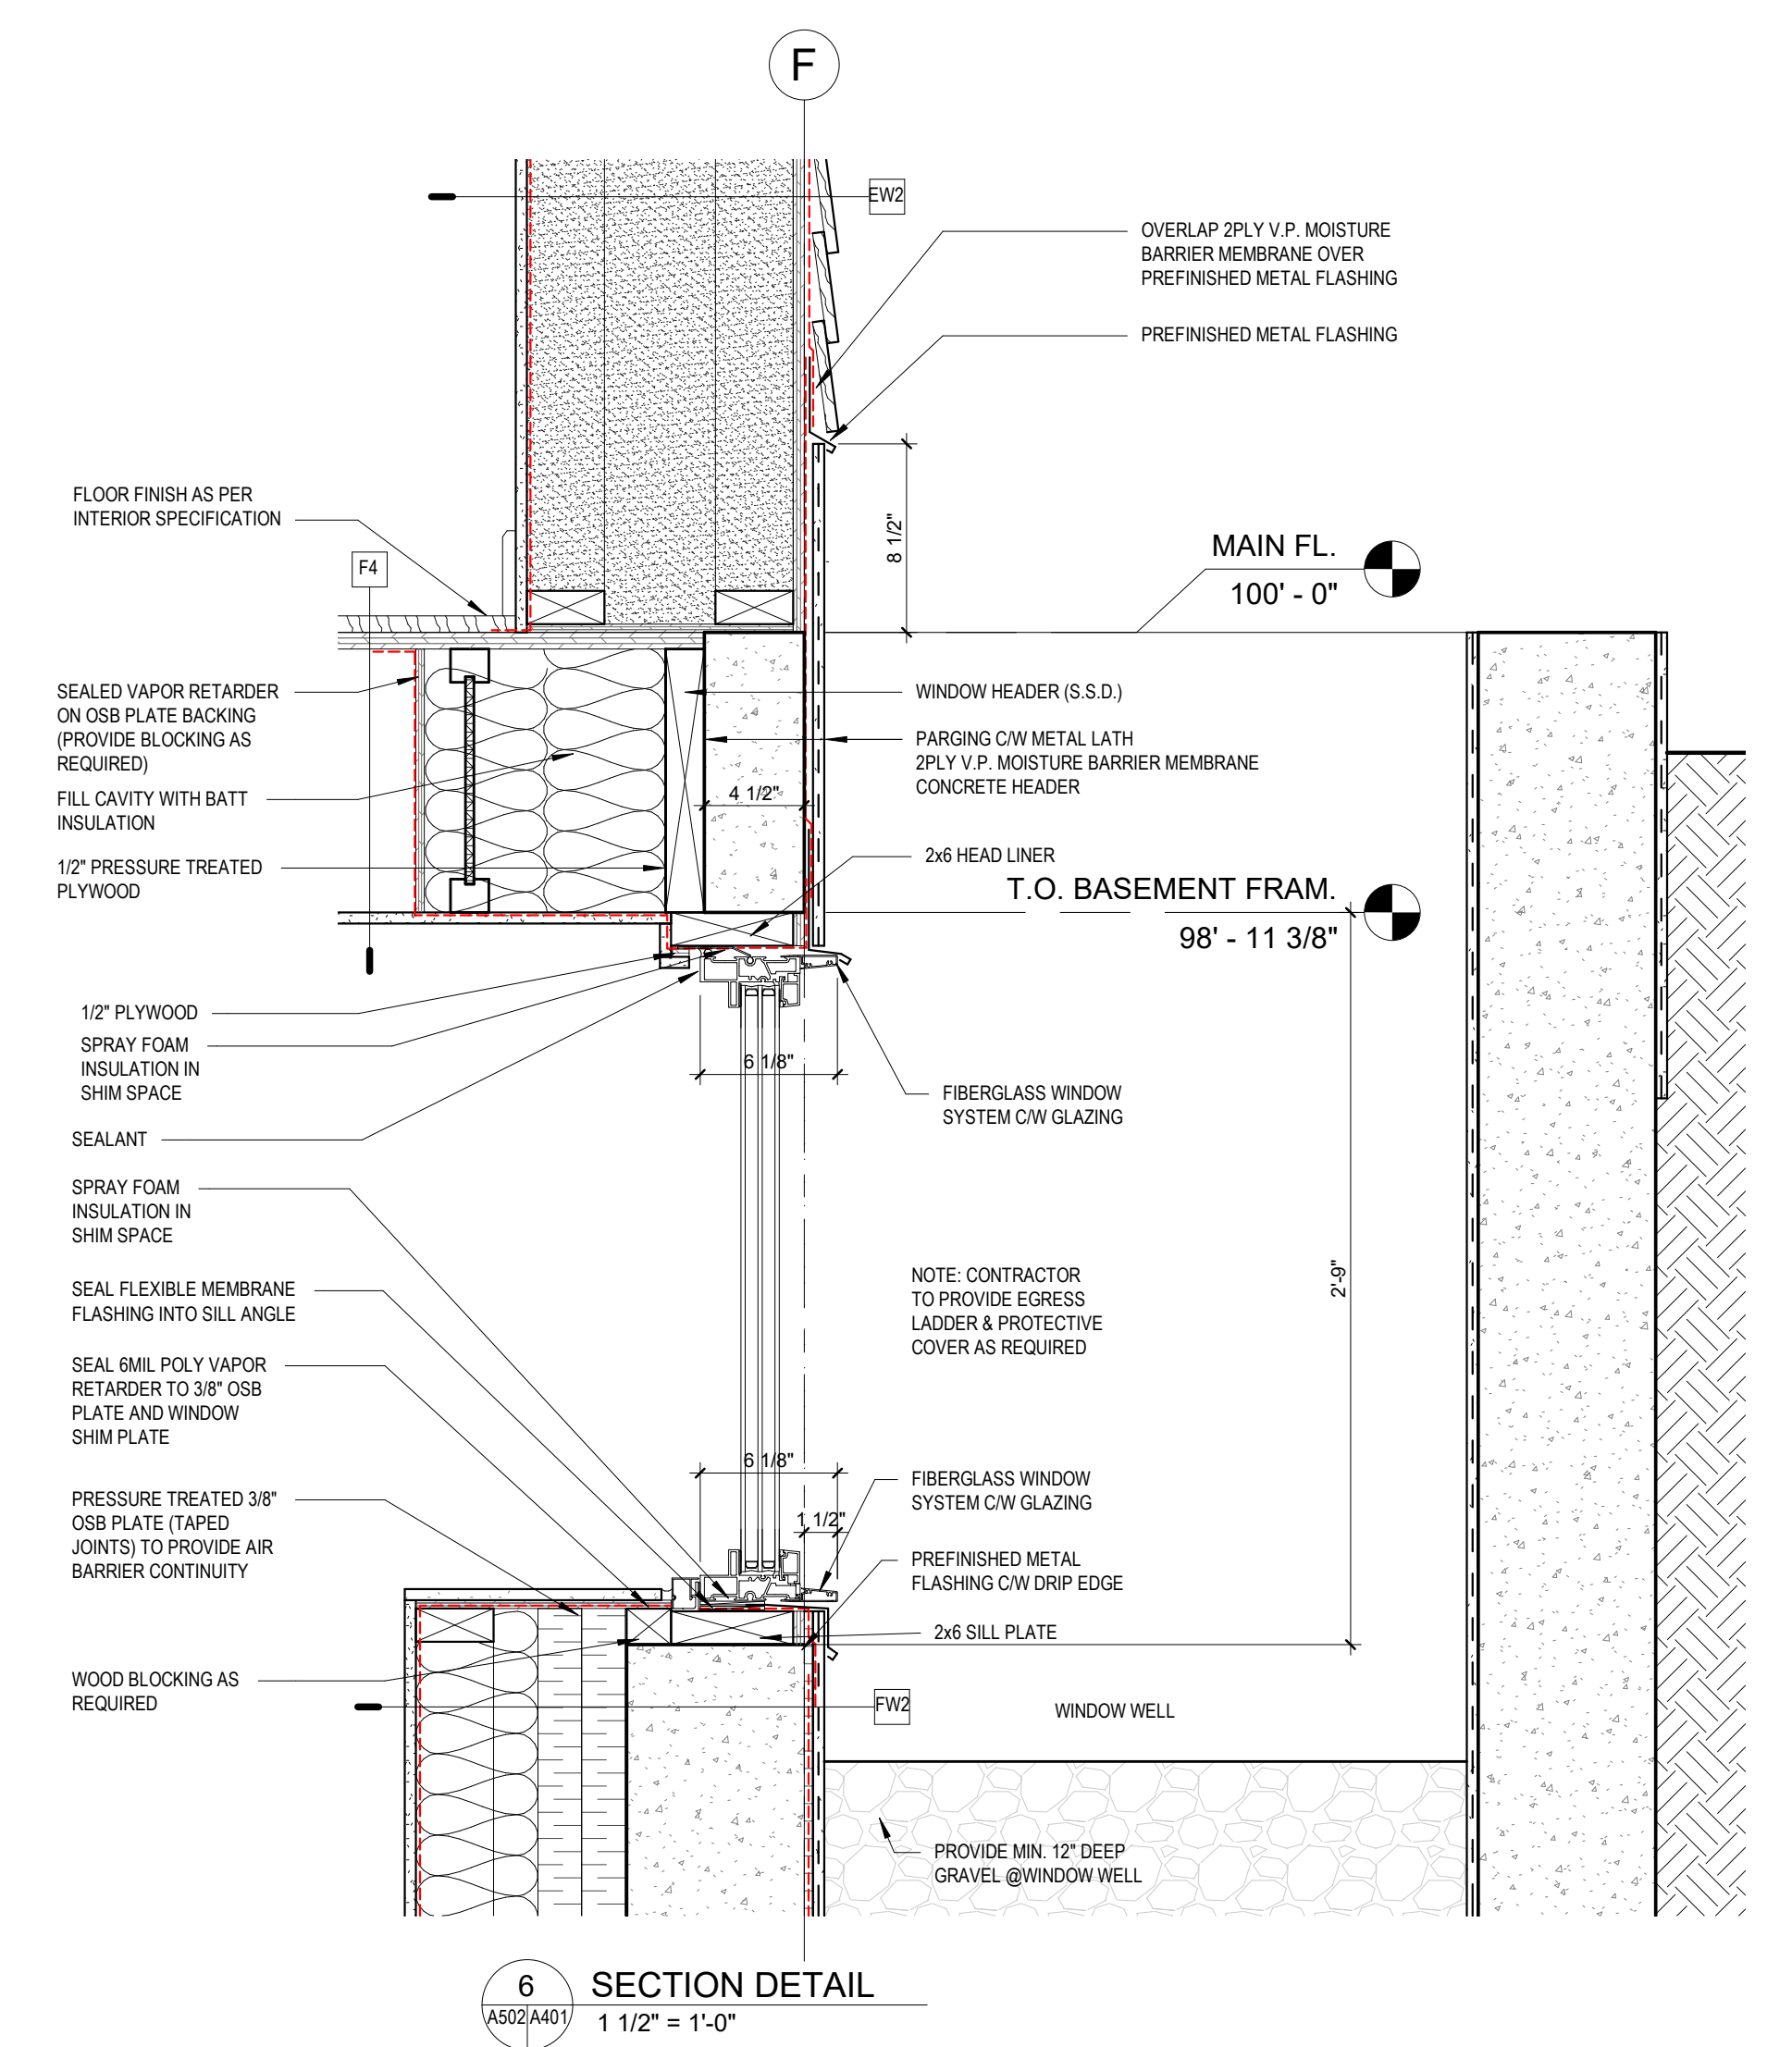 F
EW2
OVERLAP 2PLY V.P. MOISTURE
BARRIER MEMBRANE OVER
PREFINISHED METAL FLASHING
PREFINISHED METAL FLASHING
FLOOR FINISH AS PER
INTERIOR SPECIFICATION
F4
8 1/2"
MAIN FL.
100' - 0"
SEALED VAPOR RETARDER
ON OSB PLATE BACKING
(PROVIDE BLOCKING AS
REQUIRED)
FILL CAVITY WITH BATT
INSULATION
1/2" PRESSURE TREATED
PLYWOOD
WINDOW HEADER (S.S.D.)
PARGING C/W METAL LATH
2PLY V.P. MOISTURE BARRIER MEMBRANE
CONCRETE HEADER
4 1/2"
2x6 HEAD LINER
T.O. BASEMENT FRAM.
98' - 11 3/8"
1/2" PLYWOOD
SPRAY FOAM
INSULATION IN
SHIM SPACE
SEALANT
6 1/8"
FIBERGLASS WINDOW
SYSTEM C/W GLAZING
SPRAY FOAM
INSULATION IN
SHIM SPACE
SEAL FLEXIBLE MEMBRANE
FLASHING INTO SILL ANGLE
SEAL 6MIL POLY VAPOR
RETARDER TO 3/8" OSB
PLATE AND WINDOW
SHIM PLATE
PRESSURE TREATED 3/8"
OSB PLATE (TAPED
JOINTS) TO PROVIDE AIR
BARRIER CONTINUITY
NOTE: CONTRACTOR
TO PROVIDE EGRESS
LADDER & PROTECTIVE
COVER AS REQUIRED
2'-9"
6 1/8"
1 1/2"
FIBERGLASS WINDOW
SYSTEM C/W GLAZING
PREFINISHED METAL
FLASHING C/W DRIP EDGE
2x6 SILL PLATE
WOOD BLOCKING AS
REQUIRED
FW2
WINDOW WELL
PROVIDE MIN. 12" DEEP
GRAVEL @WINDOW WELL
6
A502 A401
SECTION DETAIL
1 1/2" = 1'-0"